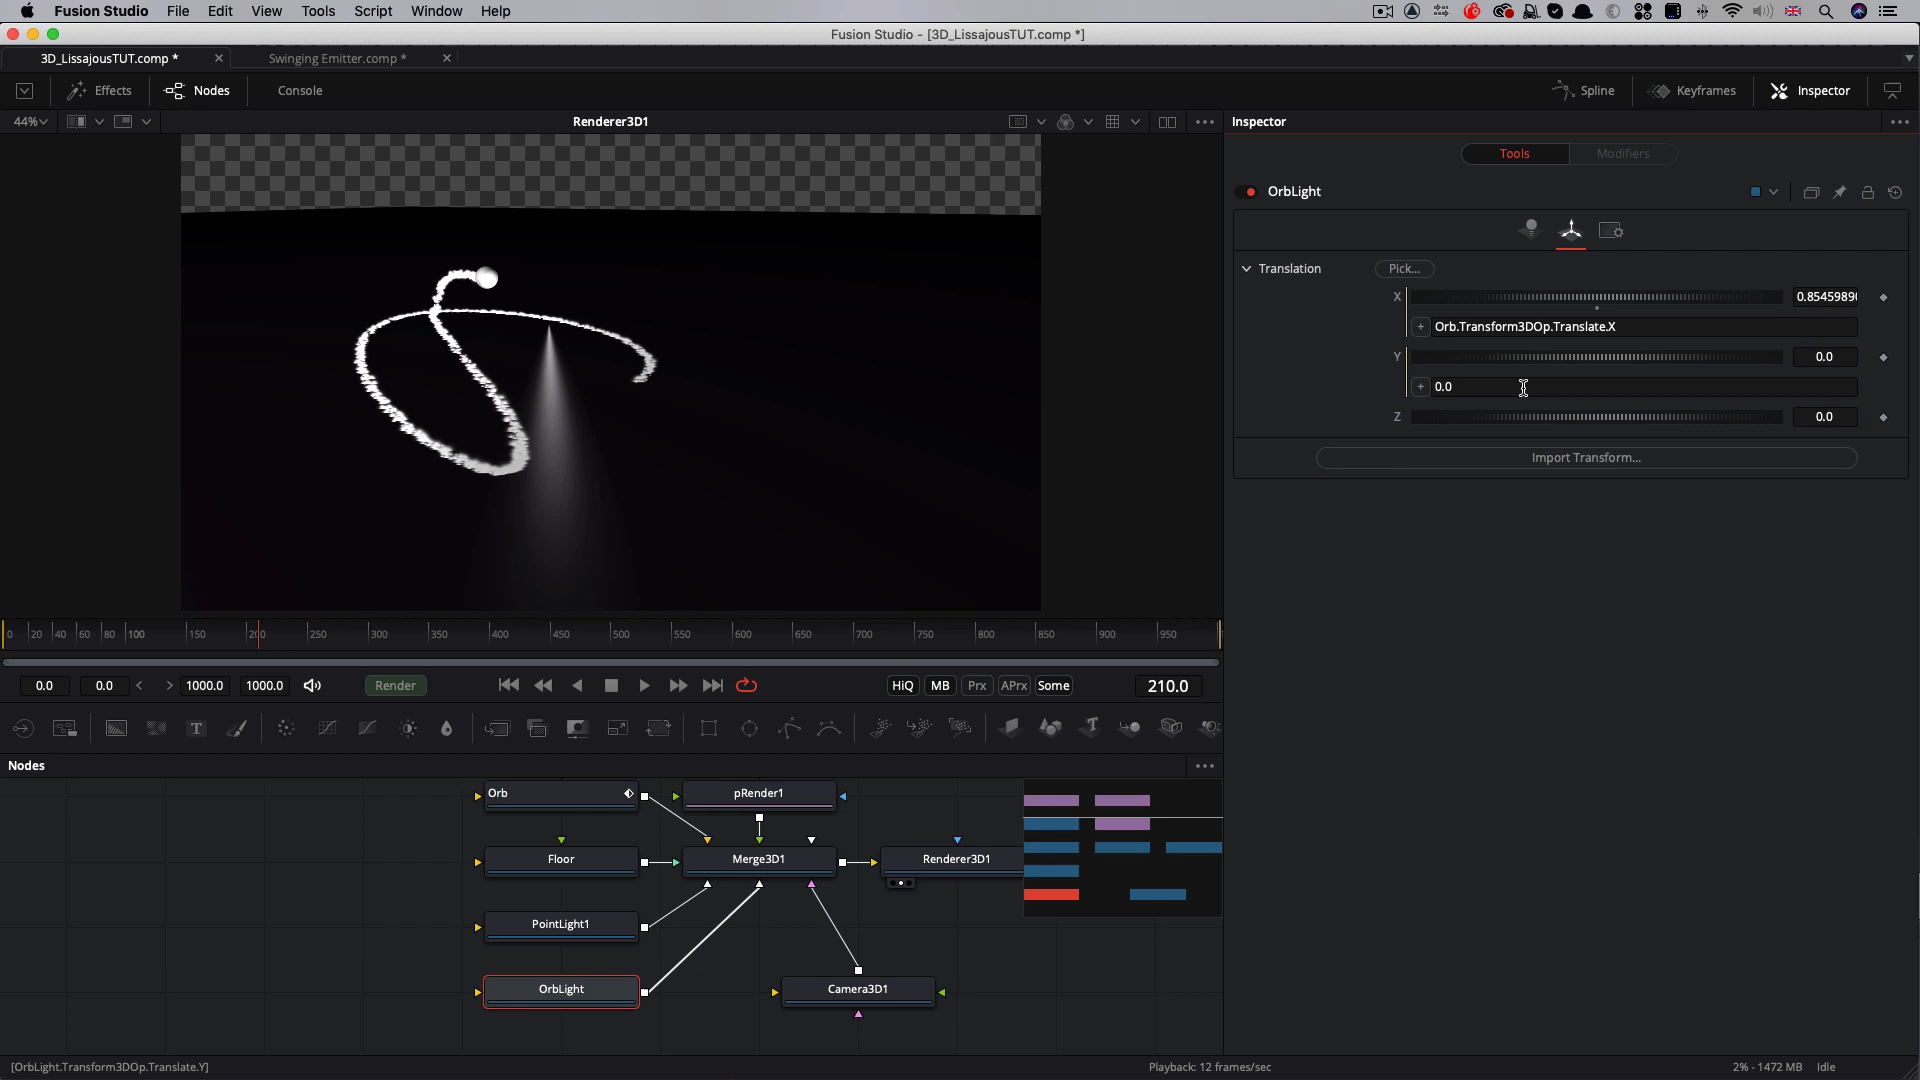 Fusion Studio File Edit View Tools Script Window Help
Fusion Studio - [3D_LissajousTUT.comp *]
3D_LissajousTUT.comp * Swinging Emitter.comp *
Effects Nodes Console Spline Keyframes Inspector
44% Renderer3D1 Inspector
Tools Modifiers
OrbLight
Translation Pick...
X 0.8545989
Orb.Transform3DOp.Translate.X
Y 0.0
0.0
Z 0.0
Import Transform...
0 20 40 60 80 100 150 200 250 300 350 400 450 500 550 600 650 700 750 800 850 900 950
0.0 0.0 < > 1000.0 1000.0 Render HiQ MB Prx APrx Some 210.0
Nodes
Orb pRender1
Floor Merge3D1 Renderer3D1
PointLight1
OrbLight Camera3D1
[OrbLight.Transform3DOp.Translate.Y] Playback: 12 frames/sec 2% - 1472 MB Idle